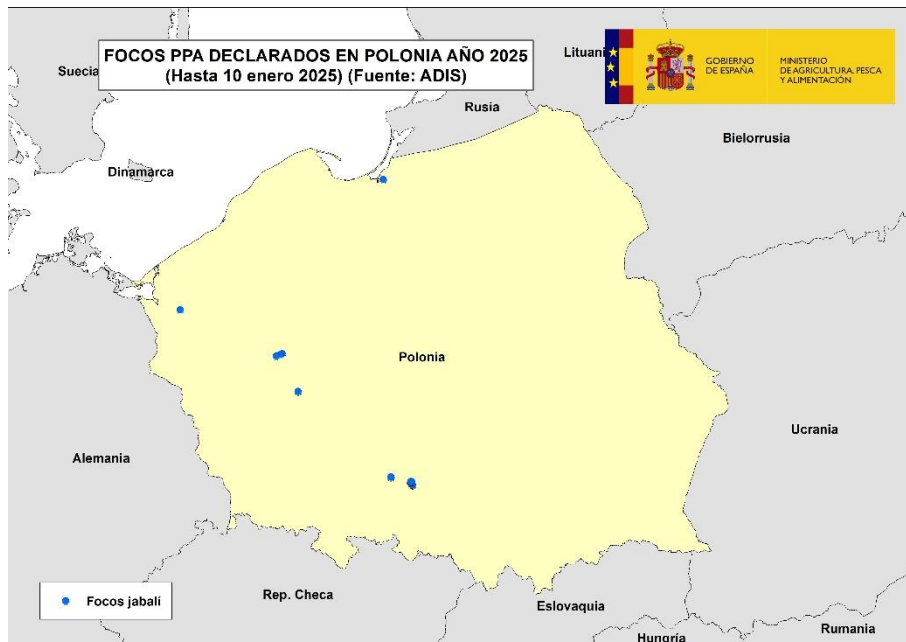 FOCOS PPA DECLARADOS EN POLONIA AÑO 2025
(Hasta 10 enero 2025) (Fuente: ADIS)
GOBIERNO
DE ESPAÑA
MINISTERIO
DE AGRICULTURA, PESCA
Y ALIMENTACIÓN
Suecia
Lituani
Rusia
Bielorrusia
Dinamarca
Polonia
Ucrania
Alemania
Rep. Checa
Eslovaquia
Hungría
Rumania
Focos jabalí